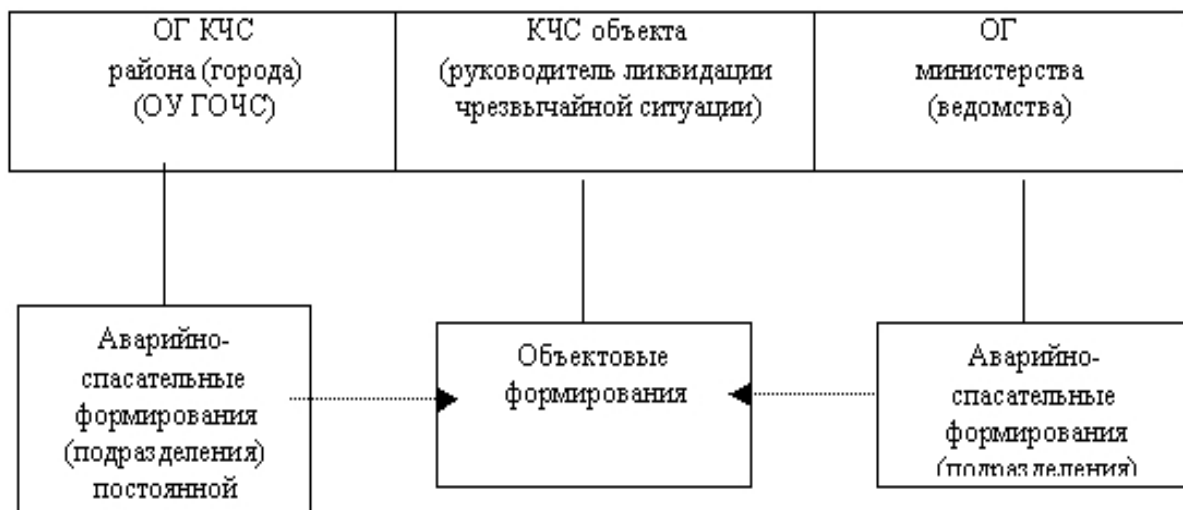 ОГ КЧС
района (города)
(ОУ ГОЧС)
КЧС объекта
(руководитель ликвидации
чрезвычайной ситуации)
ОГ
министерства
(ведомства)
Аварийно-
спасательные
формирования
(подразделения)
постоянной
Объектовые
формирования
Аварийно-
спасательные
формирования
(подразделения)